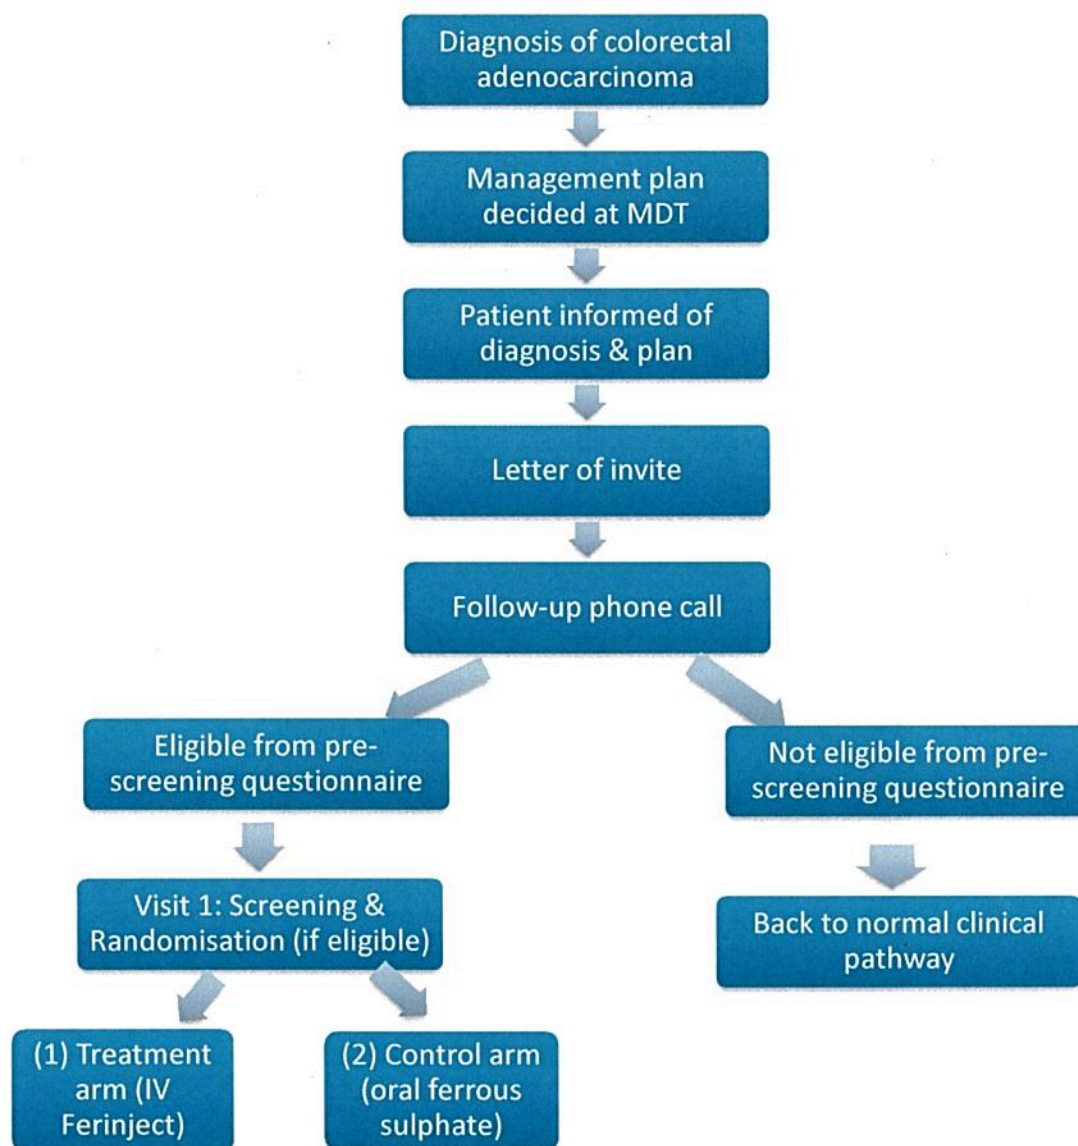 Diagnosis of colorectal
adenocarcinoma
Management plan
decided at MDT
Patient informed of
diagnosis & plan
Letter of invite
Follow-up phone call
Eligible from pre-
screening questionnaire
Not eligible from pre-
screening questionnaire
Visit 1: Screening &
Randomisation (if eligible)
Back to normal clinical
pathway
(1) Treatment
arm (IV
Ferinject)
(2) Control arm
(oral ferrous
sulphate)